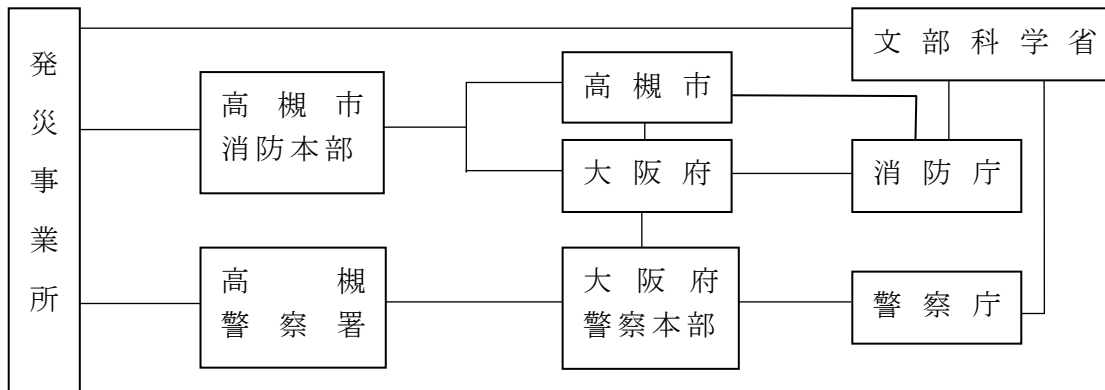 発災事業所
文部科学省
高槻市
消防本部
高槻市
大阪府
消防庁
高槻
警察署
大阪府
警察本部
警察庁